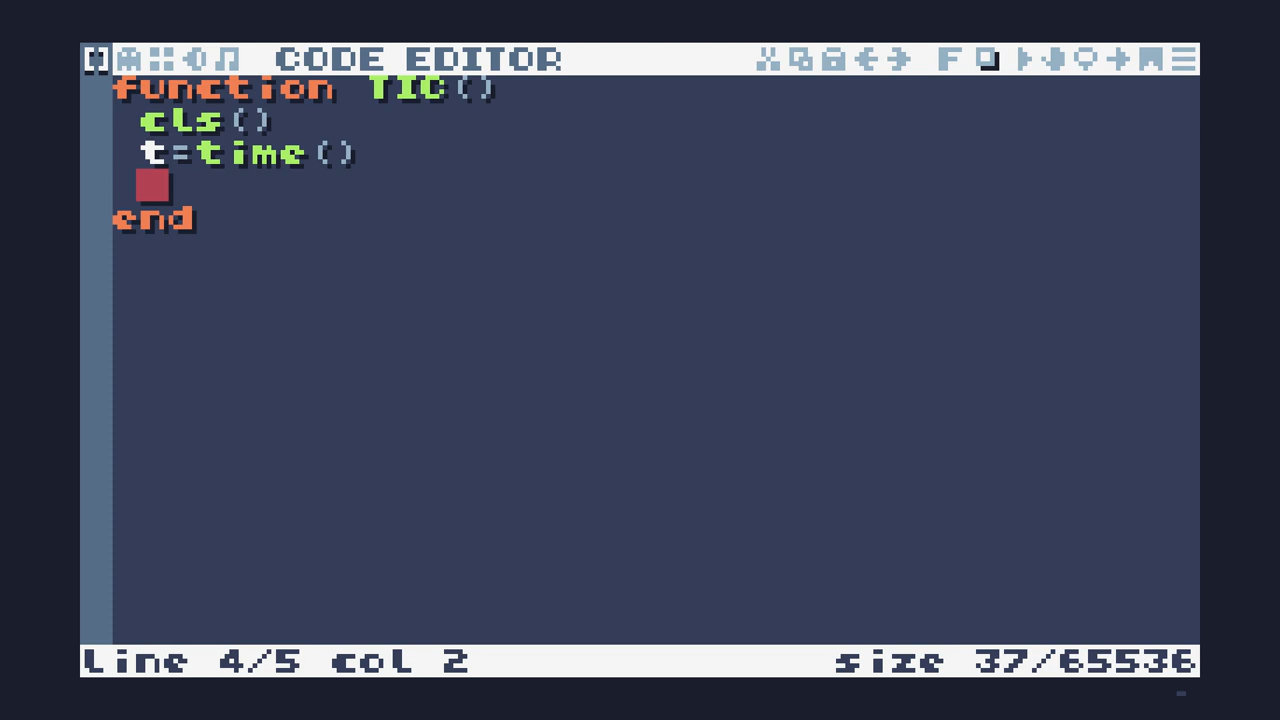 CODE EDITOR
function TIC()
cls()
t=time()
end
line 4/5 col 2
size 37/65536